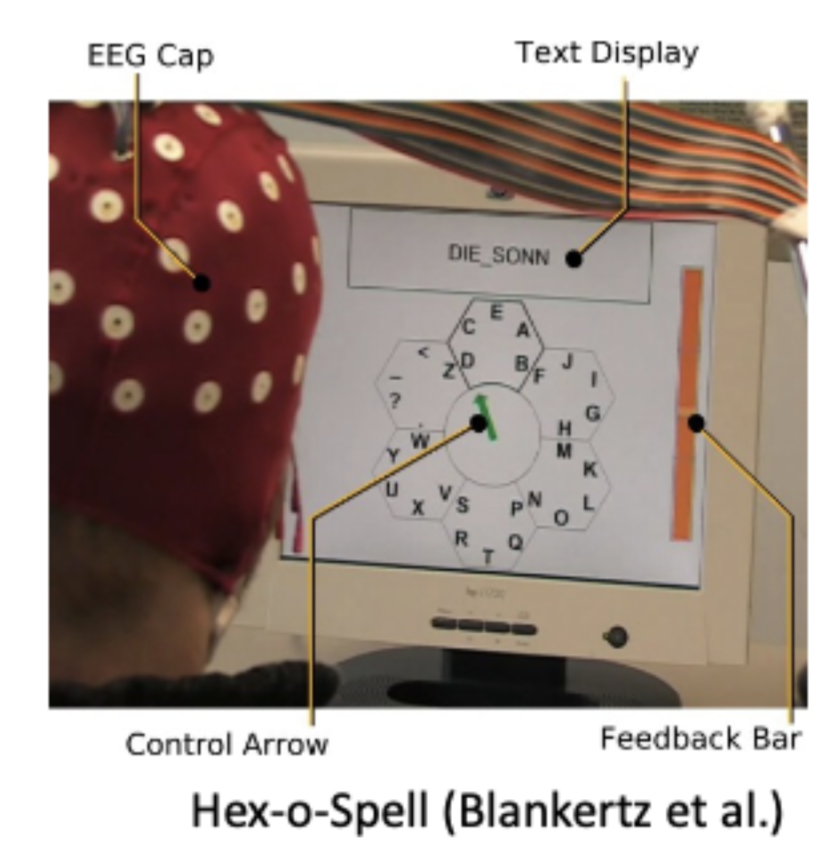 EEG Cap
Text Display
DIE_SONN
E
C A
D B
< Z
_
?
.
F J
I
G
H
W
Y
U V
X
M
K
N L
O
S P
R Q
T
Control Arrow
Feedback Bar
Hex-o-Spell (Blankertz et al.)